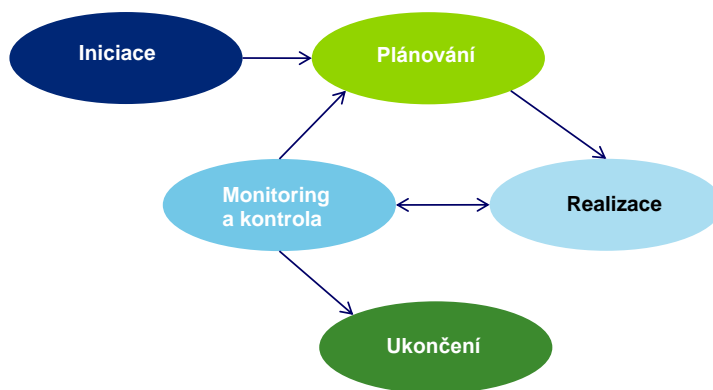 Iniciace
Plánování
Monitoring
a kontrola
Realizace
Ukončení